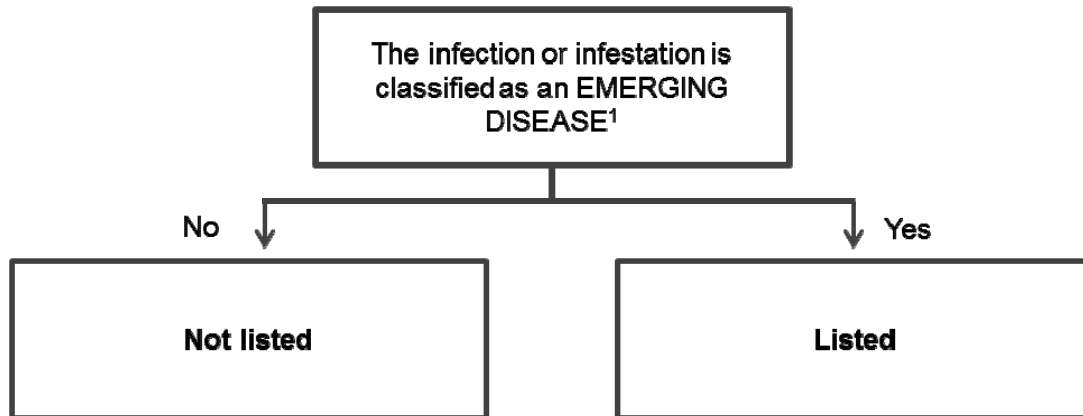 The infection or infestation is
classified as an EMERGING
DISEASE¹
No
Yes
Not listed
Listed